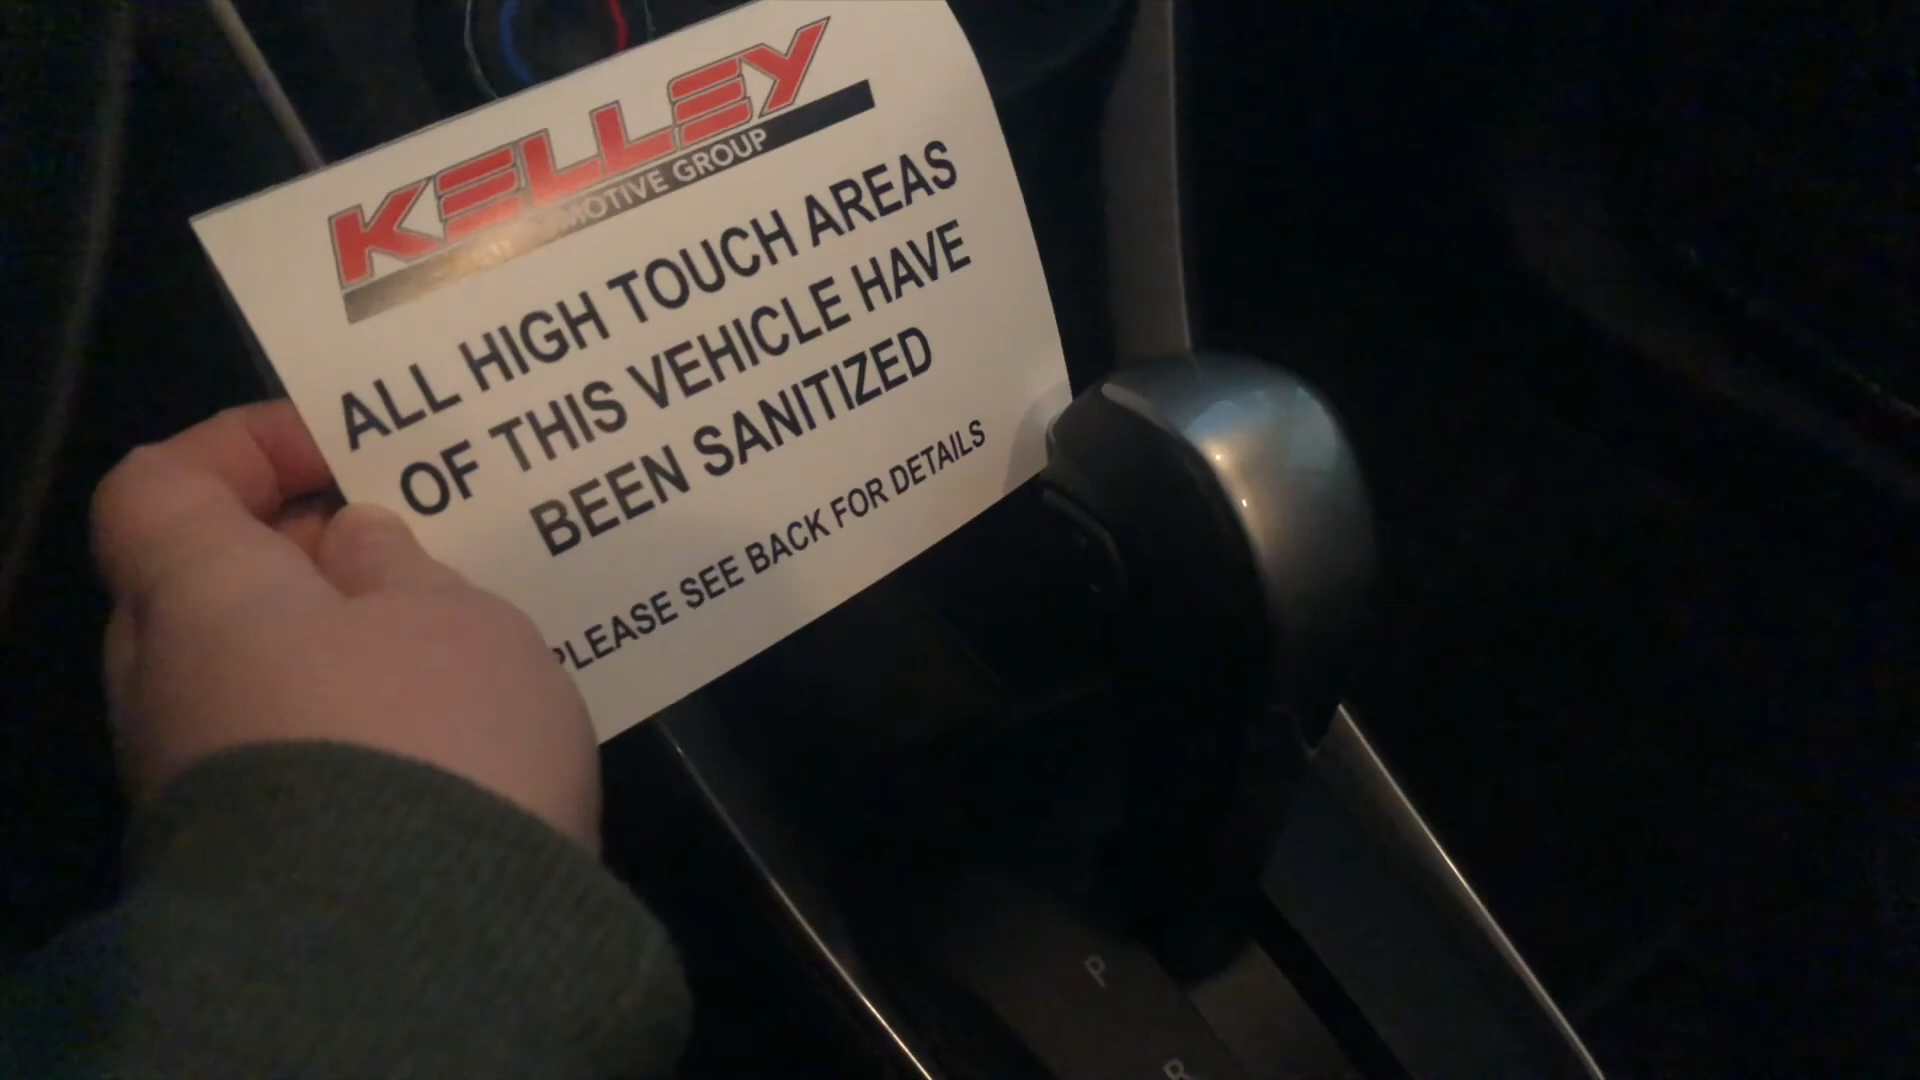 KELLEY
AUTOMOTIVE GROUP
ALL HIGH TOUCH AREAS
OF THIS VEHICLE HAVE
BEEN SANITIZED
PLEASE SEE BACK FOR DETAILS
P
R